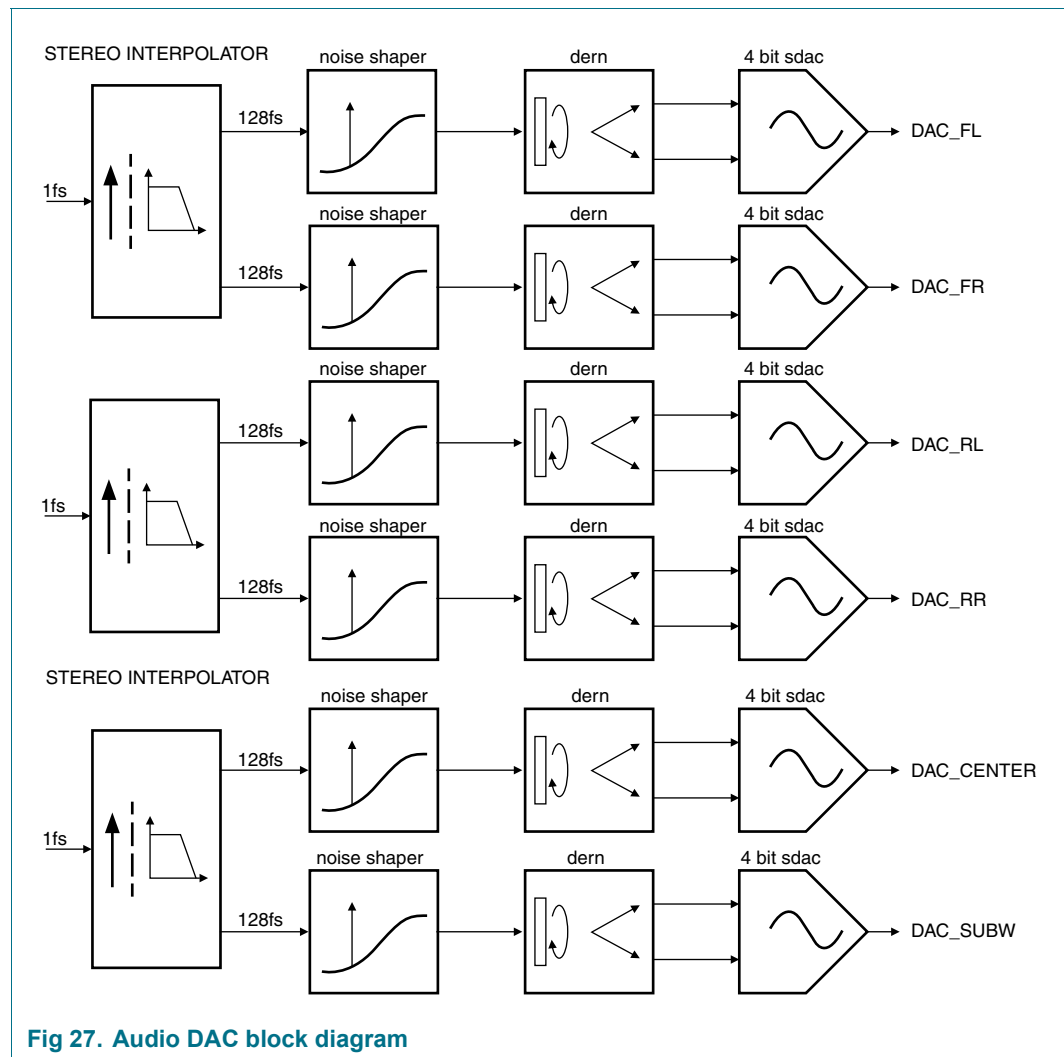 STEREO INTERPOLATOR
noise shaper
dern
4 bit sdac
128fs
DAC_FL
1fs
noise shaper
dern
4 bit sdac
128fs
DAC_FR
noise shaper
dern
4 bit sdac
128fs
DAC_RL
1fs
noise shaper
dern
4 bit sdac
128fs
DAC_RR
STEREO INTERPOLATOR
noise shaper
dern
4 bit sdac
128fs
DAC_CENTER
1fs
noise shaper
dern
4 bit sdac
128fs
DAC_SUBW
Fig 27. Audio DAC block diagram